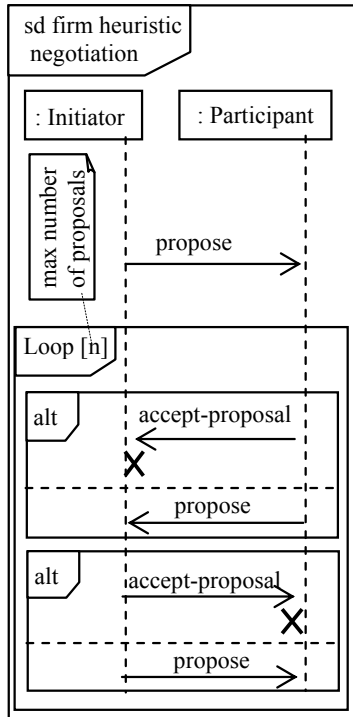 sd firm heuristic
negotiation
: Initiator
: Participant
max number
of proposals
propose
Loop [n]
alt
accept-proposal
propose
alt
accept-proposal
propose